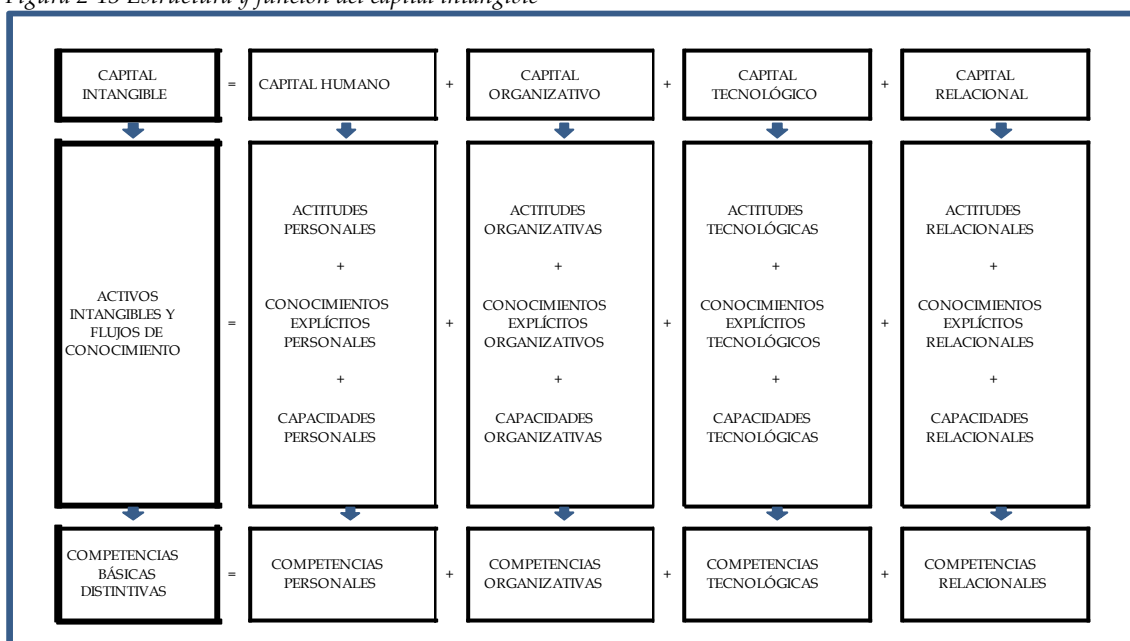 Figura 2-13 Estructura y función del capital intangible
CAPITAL
INTANGIBLE
=
CAPITAL HUMANO
+
CAPITAL
ORGANIZATIVO
+
CAPITAL
TECNOLÓGICO
+
CAPITAL
RELACIONAL
ACTIVOS
INTANGIBLES Y
FLUJOS DE
CONOCIMIENTO
=
ACTITUDES
PERSONALES
+
CONOCIMIENTOS
EXPLÍCITOS
PERSONALES
+
CAPACIDADES
PERSONALES
+
ACTITUDES
ORGANIZATIVAS
+
CONOCIMIENTOS
EXPLÍCITOS
ORGANIZATIVOS
+
CAPACIDADES
ORGANIZATIVAS
+
ACTITUDES
TECNOLÓGICAS
+
CONOCIMIENTOS
EXPLÍCITOS
TECNOLÓGICOS
+
CAPACIDADES
TECNOLÓGICAS
+
ACTITUDES
RELACIONALES
+
CONOCIMIENTOS
EXPLÍCITOS
RELACIONALES
+
CAPACIDADES
RELACIONALES
COMPETENCIAS
BÁSICAS
DISTINTIVAS
=
COMPETENCIAS
PERSONALES
+
COMPETENCIAS
ORGANIZATIVAS
+
COMPETENCIAS
TECNOLÓGICAS
+
COMPETENCIAS
RELACIONALES